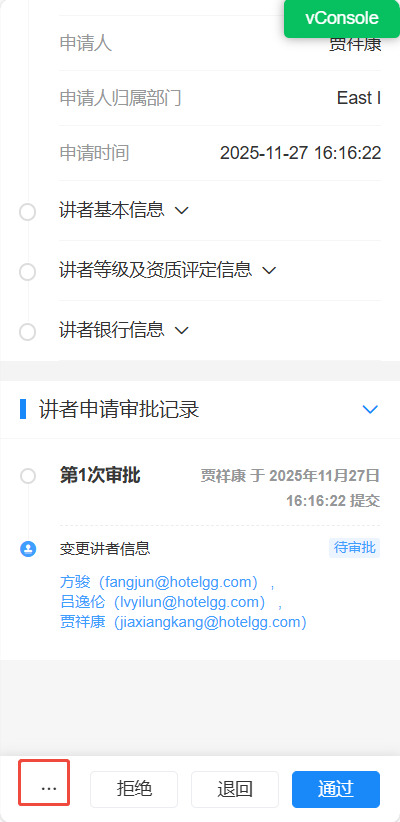 vConsole
申请人 贾祥康
申请人归属部门 East I
申请时间 2025-11-27 16:16:22
讲者基本信息
讲者等级及资质评定信息
讲者银行信息
讲者申请审批记录
第1次审批 贾祥康 于 2025年11月27日
16:16:22 提交
变更讲者信息 待审批
方骏（fangjun@hotelgg.com），
吕逸伦（lvyilun@hotelgg.com），
贾祥康（jiaxiangkang@hotelgg.com）
... 拒绝 退回 通过